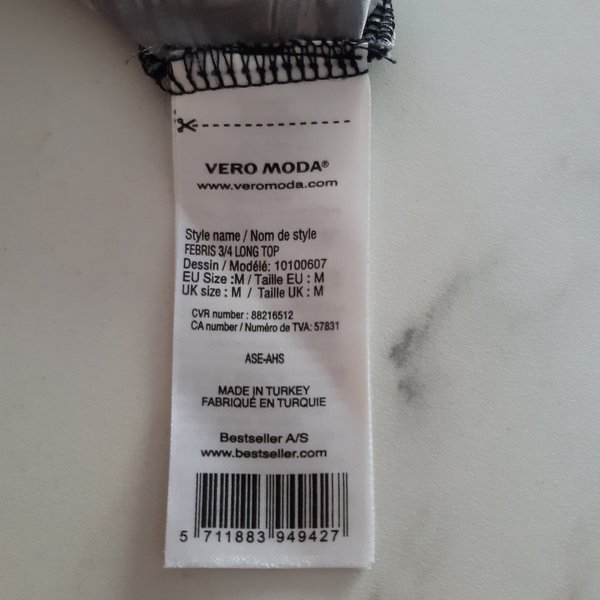 VERO MODA®
www.veromoda.com
Style name / Nom de style
FEBRIS 3/4 LONG TOP
Dessin / Modélé: 10100607
EU Size :M / Taille EU : M
UK size : M / Taille UK : M
CVR number : 88216512
CA number / Numéro de TVA: 57831
ASE-AHS
MADE IN TURKEY
FABRIQUÉ EN TURQUIE
Bestseller A/S
www.bestseller.com
5 711883 949427